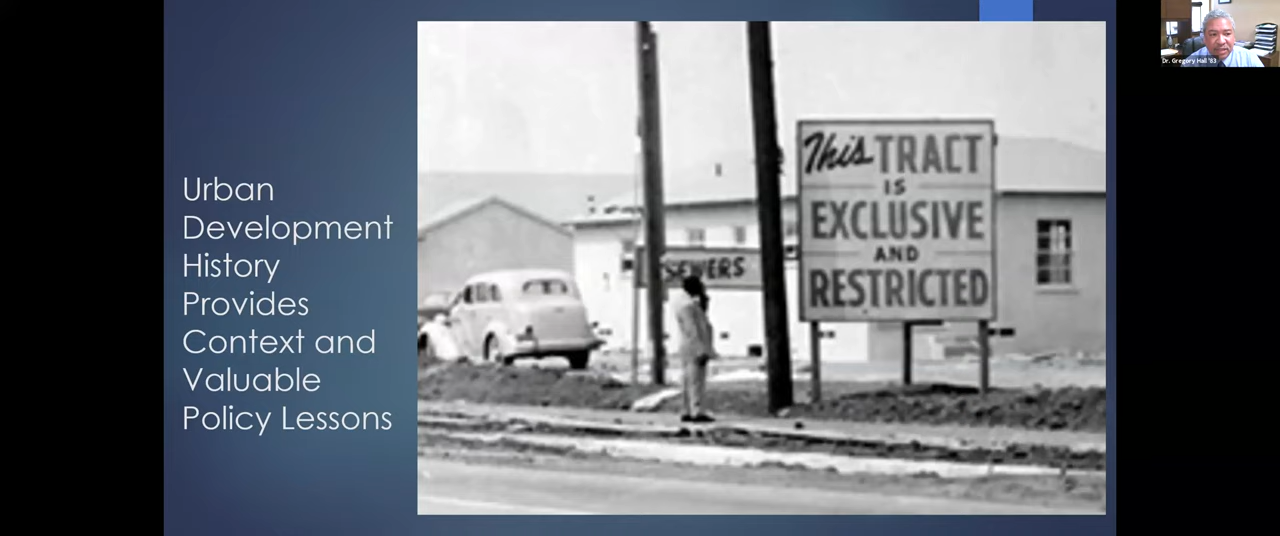 Urban
Development
History
Provides
Context and
Valuable
Policy Lessons
SEWERS
This TRACT
IS
EXCLUSIVE
AND
RESTRICTED
Dr. Gregory Hall '83